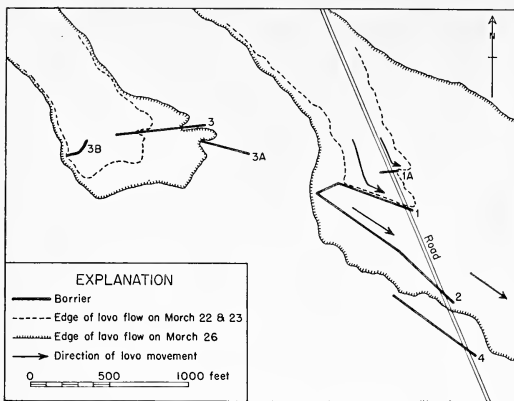 N
3
3B
3A
1A
1
Road
2
4
EXPLANATION
Barrier
Edge of lava flow on March 22 & 23
Edge of lava flow on March 26
Direction of lava movement
0 500 1000 feet